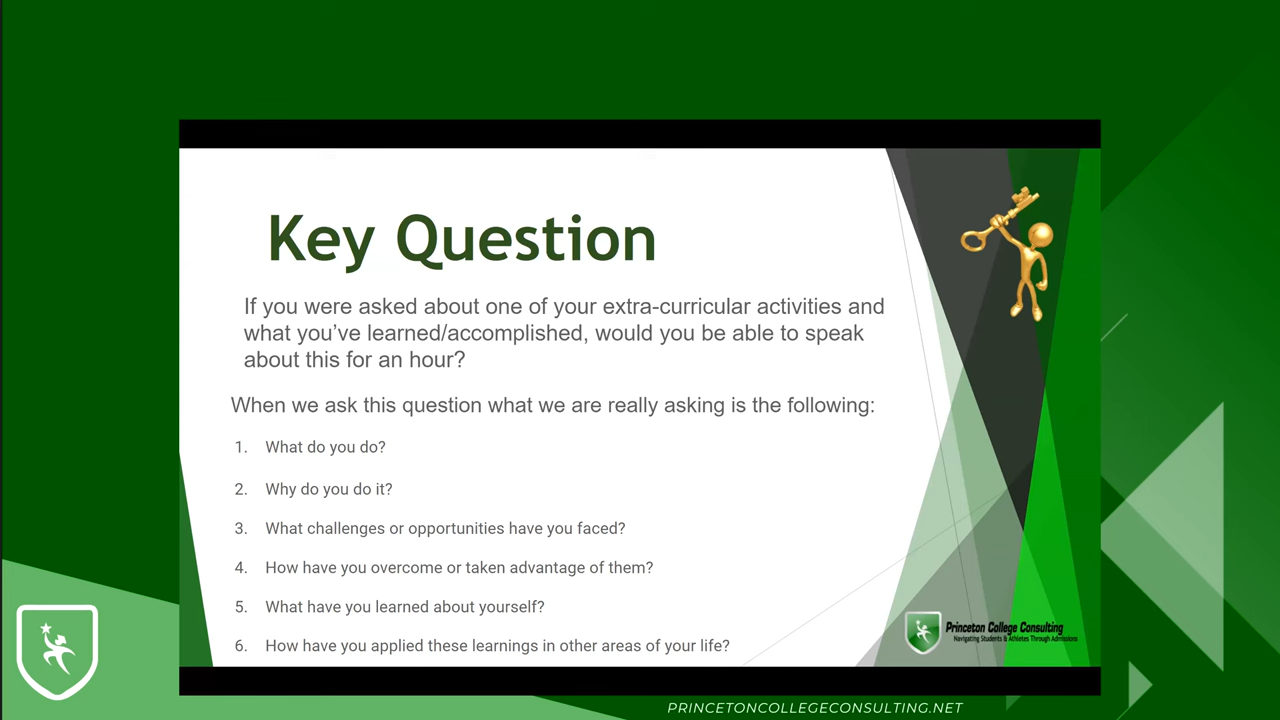 Key Question
If you were asked about one of your extra-curricular activities and
what you've learned/accomplished, would you be able to speak
about this for an hour?
When we ask this question what we are really asking is the following:
1. What do you do?
2. Why do you do it?
3. What challenges or opportunities have you faced?
4. How have you overcome or taken advantage of them?
5. What have you learned about yourself?
6. How have you applied these learnings in other areas of your life?
Princeton College Consulting
Navigating Students & Athletes Through Admissions
PRINCETONCOLLEGECONSULTING.NET